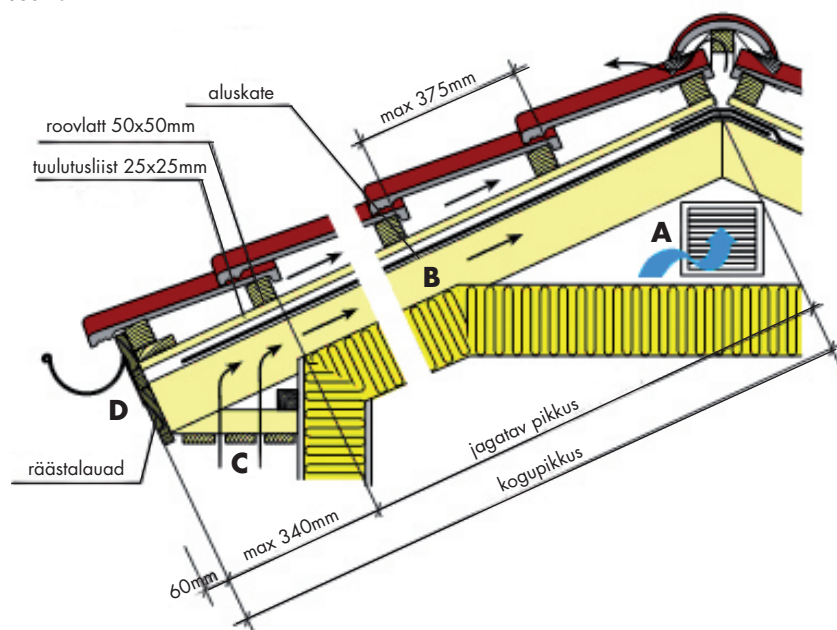 aluskate
max 375mm
roovlatt 50x50mm
tuulutusliist 25x25mm
A
B
D
C
räästalauad
jagatav pikkus
kogupikkus
max 340mm
60mm